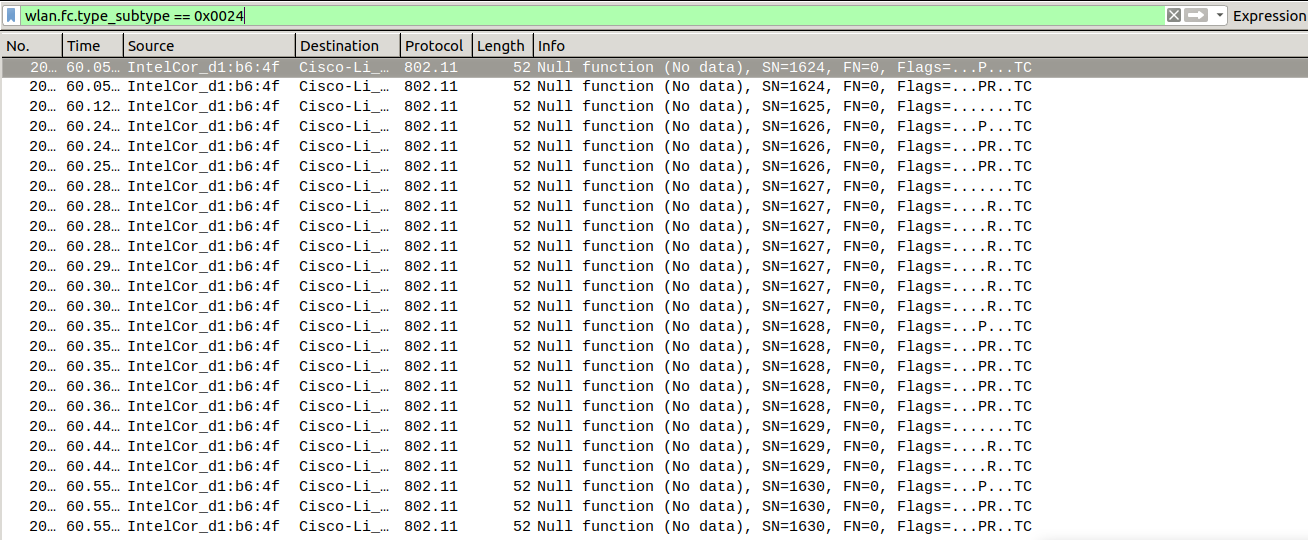 wlan.fc.type_subtype == 0x0024 Expression
No. Time Source Destination Protocol Length Info
20… 60.05… IntelCor_d1:b6:4f Cisco-Li_… 802.11 52 Null function (No data), SN=1624, FN=0, Flags=...P...TC
20… 60.05… IntelCor_d1:b6:4f Cisco-Li_… 802.11 52 Null function (No data), SN=1624, FN=0, Flags=...PR..TC
20… 60.12… IntelCor_d1:b6:4f Cisco-Li_… 802.11 52 Null function (No data), SN=1625, FN=0, Flags=.......TC
20… 60.24… IntelCor_d1:b6:4f Cisco-Li_… 802.11 52 Null function (No data), SN=1626, FN=0, Flags=...P...TC
20… 60.24… IntelCor_d1:b6:4f Cisco-Li_… 802.11 52 Null function (No data), SN=1626, FN=0, Flags=...PR..TC
20… 60.25… IntelCor_d1:b6:4f Cisco-Li_… 802.11 52 Null function (No data), SN=1626, FN=0, Flags=...PR..TC
20… 60.28… IntelCor_d1:b6:4f Cisco-Li_… 802.11 52 Null function (No data), SN=1627, FN=0, Flags=.......TC
20… 60.28… IntelCor_d1:b6:4f Cisco-Li_… 802.11 52 Null function (No data), SN=1627, FN=0, Flags=....R..TC
20… 60.28… IntelCor_d1:b6:4f Cisco-Li_… 802.11 52 Null function (No data), SN=1627, FN=0, Flags=....R..TC
20… 60.28… IntelCor_d1:b6:4f Cisco-Li_… 802.11 52 Null function (No data), SN=1627, FN=0, Flags=....R..TC
20… 60.29… IntelCor_d1:b6:4f Cisco-Li_… 802.11 52 Null function (No data), SN=1627, FN=0, Flags=....R..TC
20… 60.30… IntelCor_d1:b6:4f Cisco-Li_… 802.11 52 Null function (No data), SN=1627, FN=0, Flags=....R..TC
20… 60.30… IntelCor_d1:b6:4f Cisco-Li_… 802.11 52 Null function (No data), SN=1627, FN=0, Flags=....R..TC
20… 60.35… IntelCor_d1:b6:4f Cisco-Li_… 802.11 52 Null function (No data), SN=1628, FN=0, Flags=...P...TC
20… 60.35… IntelCor_d1:b6:4f Cisco-Li_… 802.11 52 Null function (No data), SN=1628, FN=0, Flags=...PR..TC
20… 60.35… IntelCor_d1:b6:4f Cisco-Li_… 802.11 52 Null function (No data), SN=1628, FN=0, Flags=...PR..TC
20… 60.36… IntelCor_d1:b6:4f Cisco-Li_… 802.11 52 Null function (No data), SN=1628, FN=0, Flags=...PR..TC
20… 60.36… IntelCor_d1:b6:4f Cisco-Li_… 802.11 52 Null function (No data), SN=1628, FN=0, Flags=...PR..TC
20… 60.44… IntelCor_d1:b6:4f Cisco-Li_… 802.11 52 Null function (No data), SN=1629, FN=0, Flags=.......TC
20… 60.44… IntelCor_d1:b6:4f Cisco-Li_… 802.11 52 Null function (No data), SN=1629, FN=0, Flags=....R..TC
20… 60.44… IntelCor_d1:b6:4f Cisco-Li_… 802.11 52 Null function (No data), SN=1629, FN=0, Flags=....R..TC
20… 60.55… IntelCor_d1:b6:4f Cisco-Li_… 802.11 52 Null function (No data), SN=1630, FN=0, Flags=...P...TC
20… 60.55… IntelCor_d1:b6:4f Cisco-Li_… 802.11 52 Null function (No data), SN=1630, FN=0, Flags=...PR..TC
20… 60.55… IntelCor_d1:b6:4f Cisco-Li_… 802.11 52 Null function (No data), SN=1630, FN=0, Flags=...PR..TC